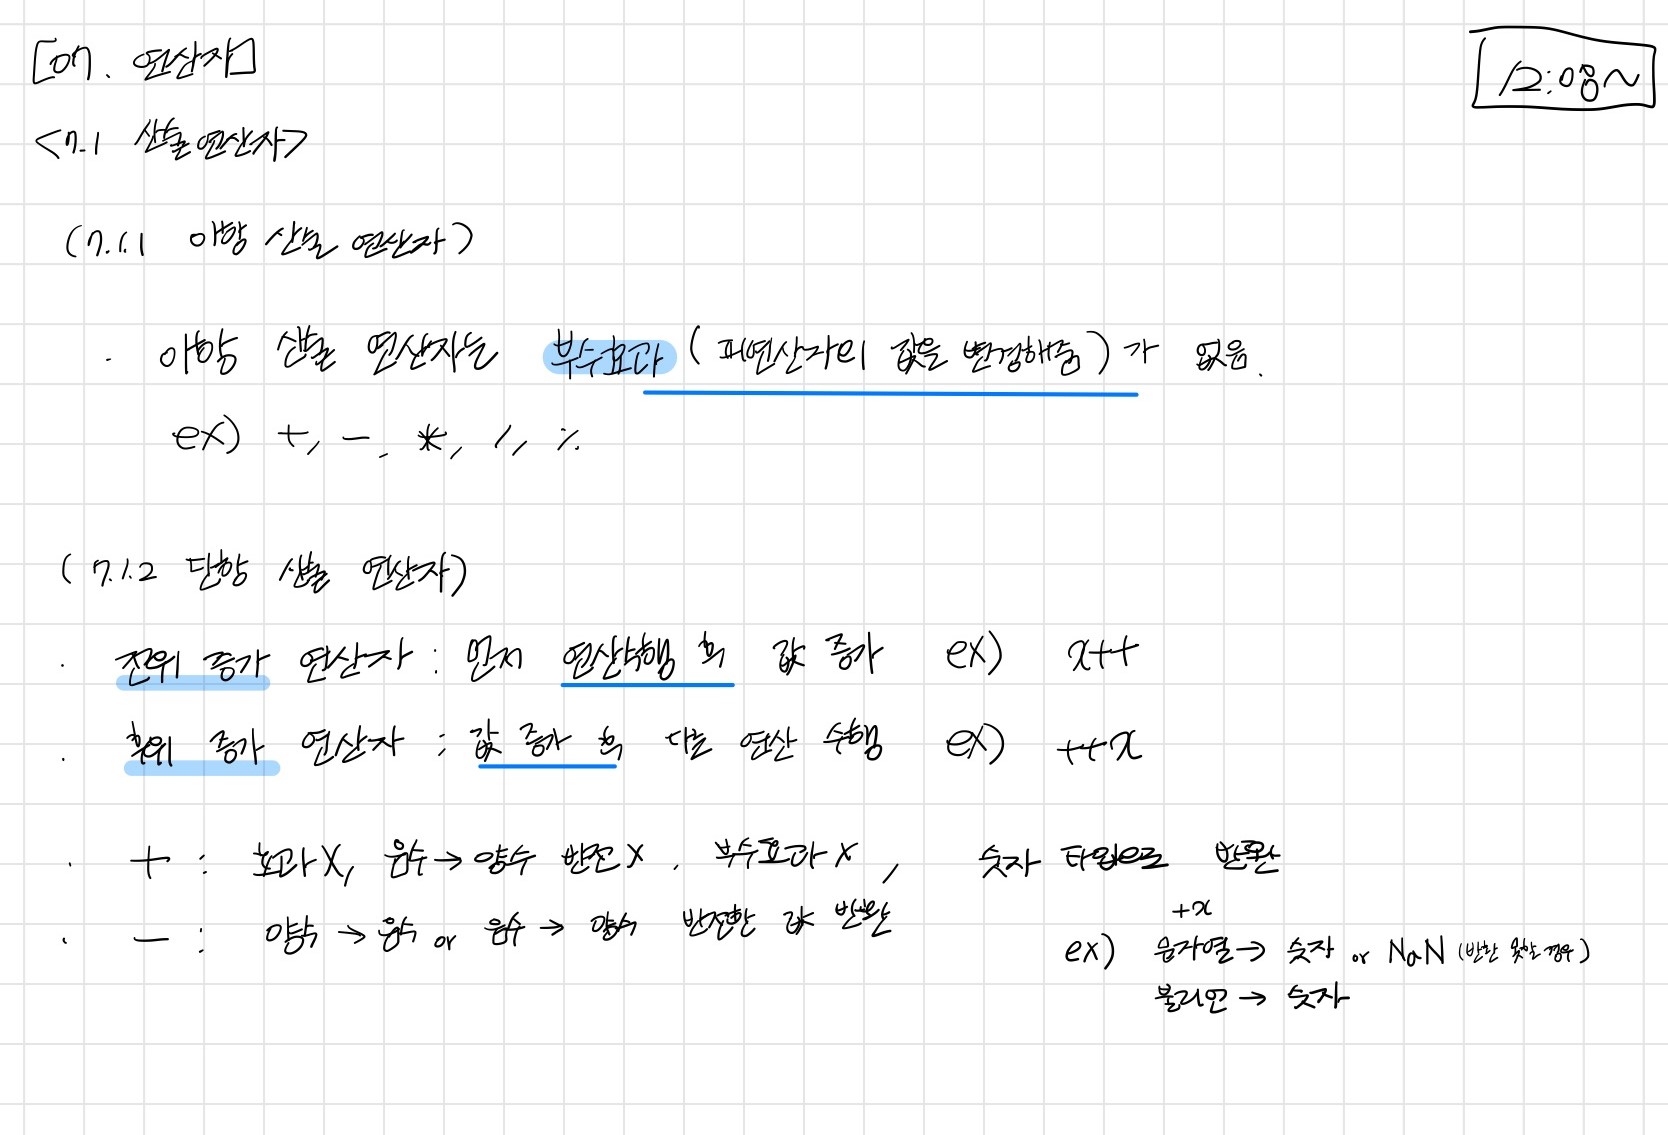 [07. 연산자]
12:08~
<7.1 산술 연산자>
(7.1.1 이항 산술 연산자)
· 이항 산술 연산자는 부수효과 (피연산자의 값을 변경해줌)가 없음.
ex) +, -, *, /, %
(7.1.2 단항 산술 연산자)
· 전위 증가 연산자 : 먼저 연산수행 후 값 증가 ex) x++
· 후위 증가 연산자 : 값 증가 후 다른 연산 수행 ex) ++x
· + : 효과X, 음수→양수 반전X, 부수효과X, 숫자 타입으로 반환
· - : 양수→음수 or 음수→양수 반전한 값 반환
+x
ex) 문자열→숫자 or NaN (반환 못할 경우)
불리언→숫자